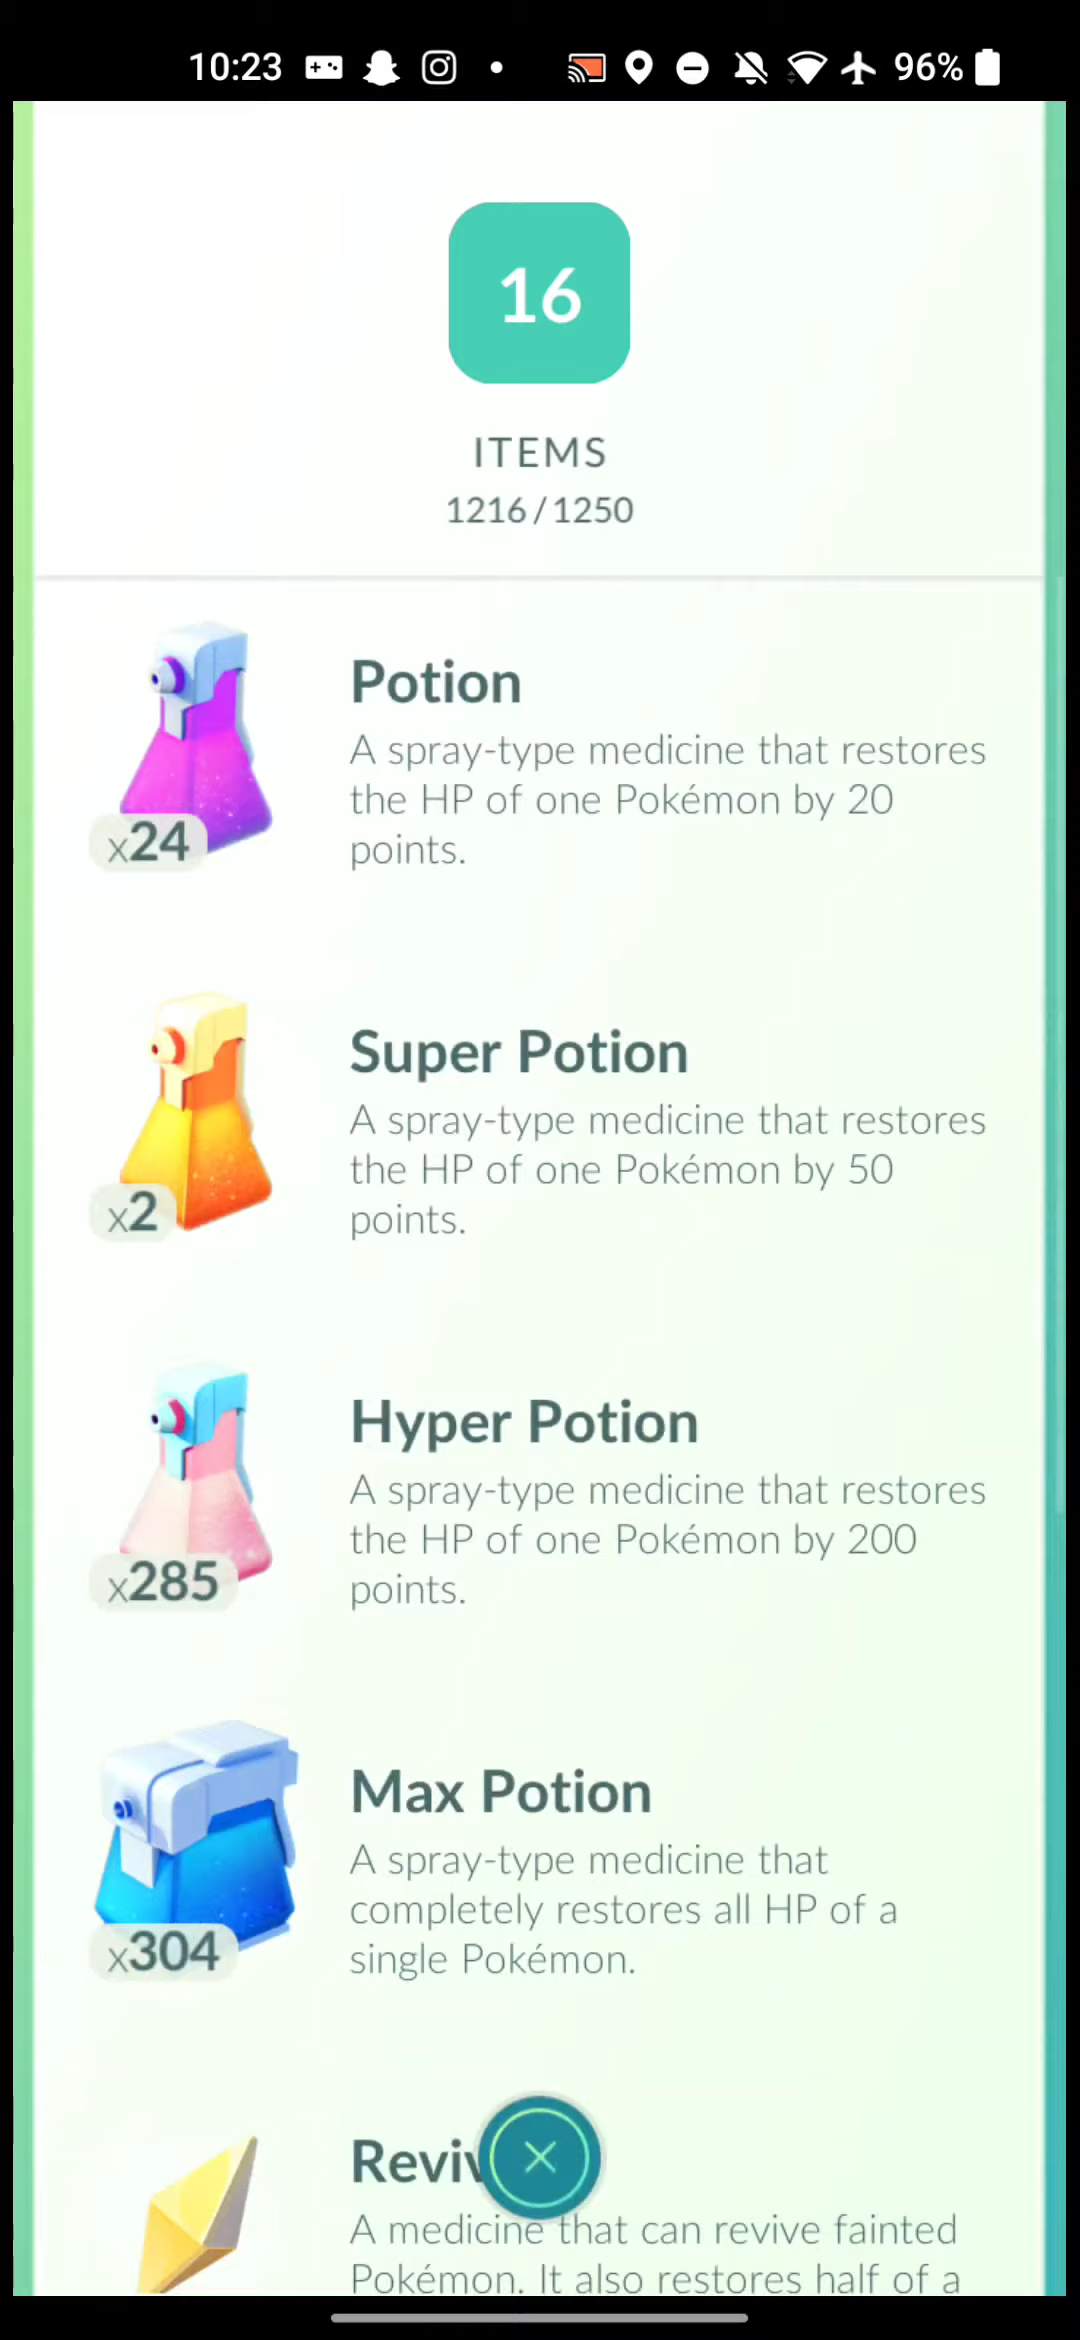 10:23
96%
16
ITEMS
1216/1250
Potion
A spray-type medicine that restores
the HP of one Pokémon by 20
points.
x24
Super Potion
A spray-type medicine that restores
the HP of one Pokémon by 50
points.
x2
Hyper Potion
A spray-type medicine that restores
the HP of one Pokémon by 200
points.
x285
Max Potion
A spray-type medicine that
completely restores all HP of a
single Pokémon.
x304
Reviv
A medicine that can revive fainted
Pokémon. It also restores half of a